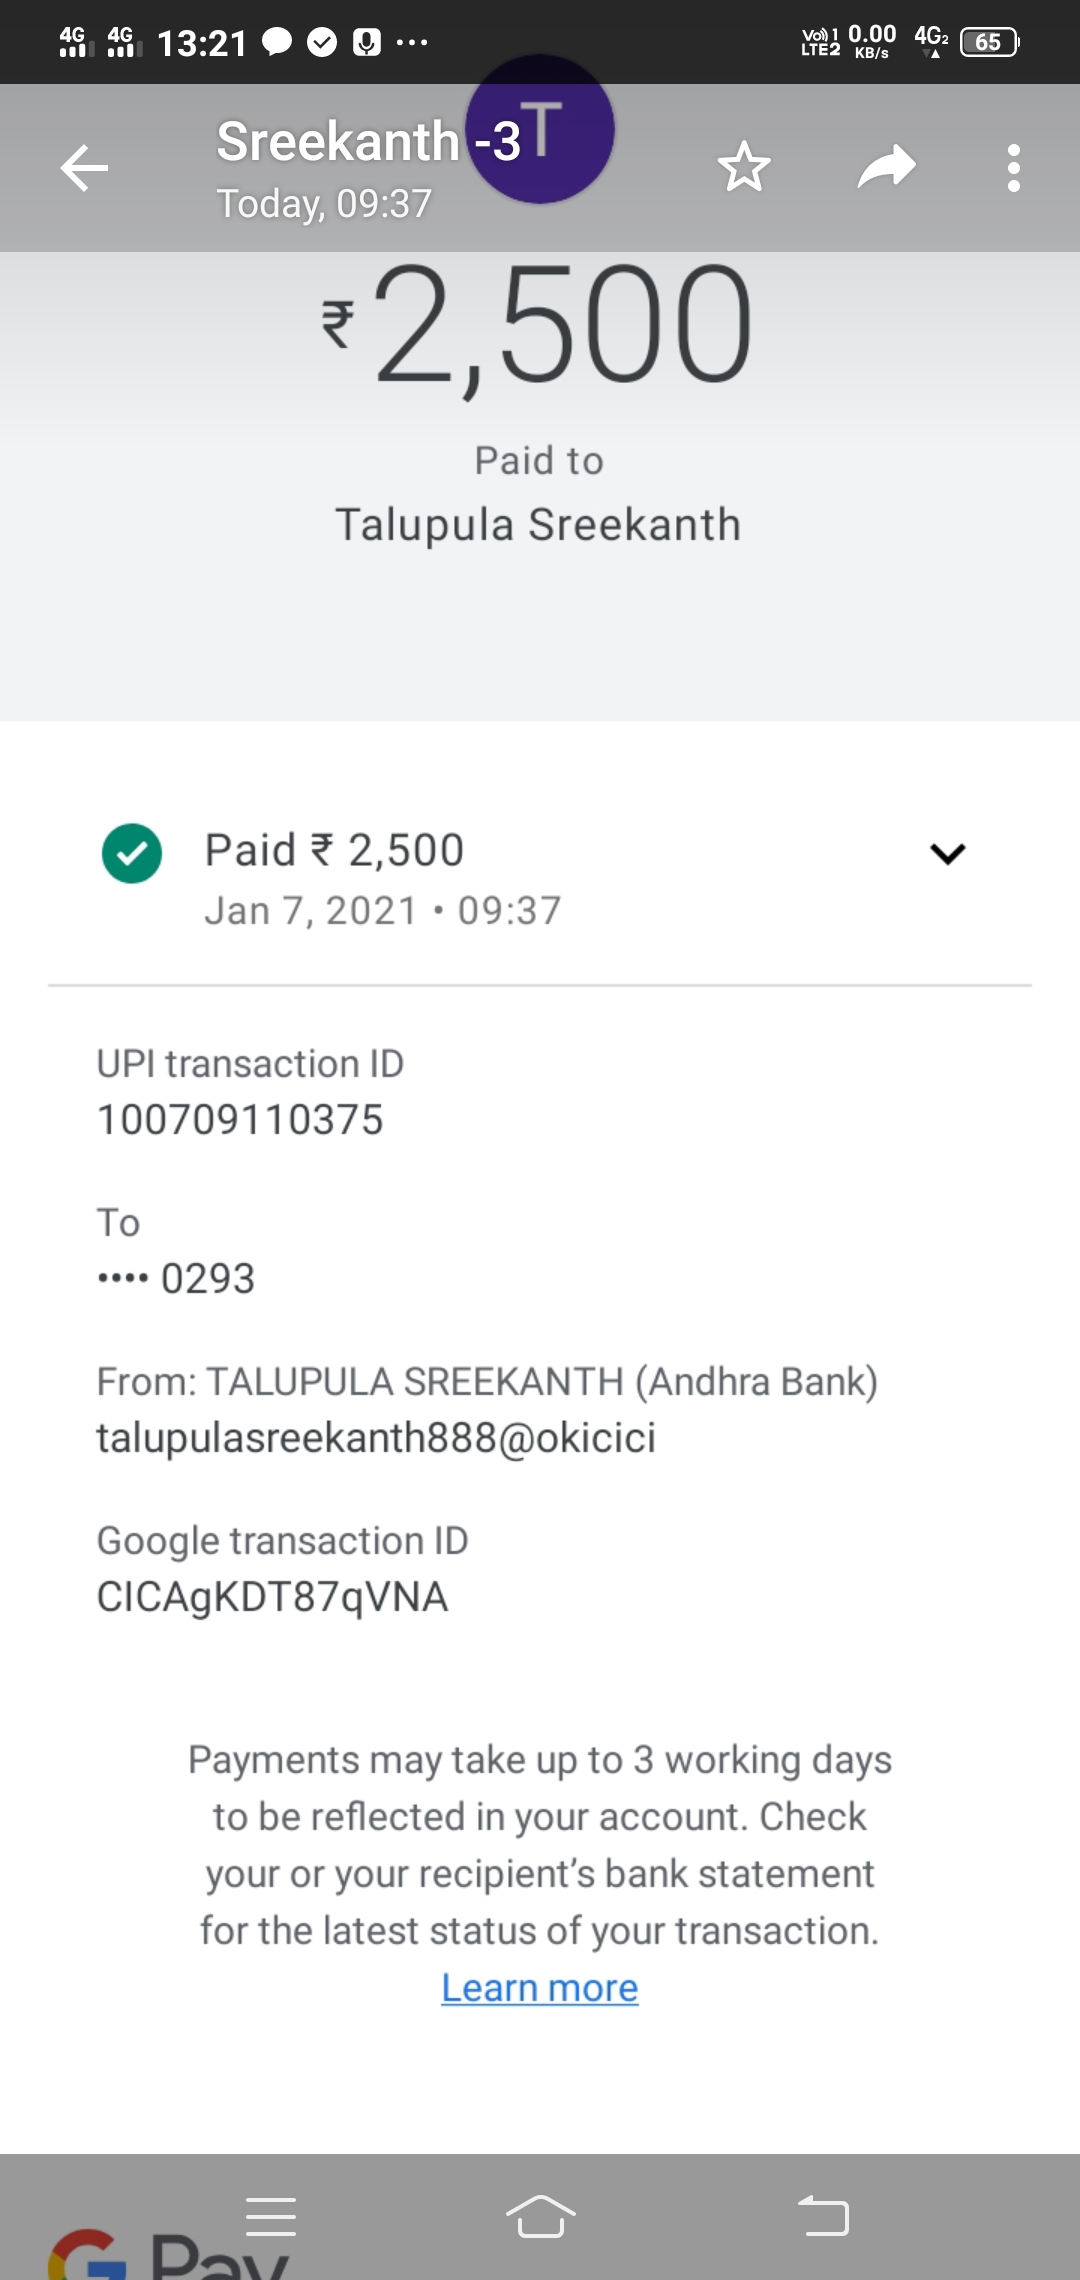 4G 4G 13:21 ... Vo) 1 LTE2 0.00 KB/s 4G2 65
Sreekanth -3
T
Today, 09:37
₹2,500
Paid to
Talupula Sreekanth
Paid ₹ 2,500
Jan 7, 2021 • 09:37
UPI transaction ID
100709110375
To
•••• 0293
From: TALUPULA SREEKANTH (Andhra Bank)
talupulasreekanth888@okicici
Google transaction ID
CICAgKDT87qVNA
Payments may take up to 3 working days
to be reflected in your account. Check
your or your recipient’s bank statement
for the latest status of your transaction.
Learn more
G Pay